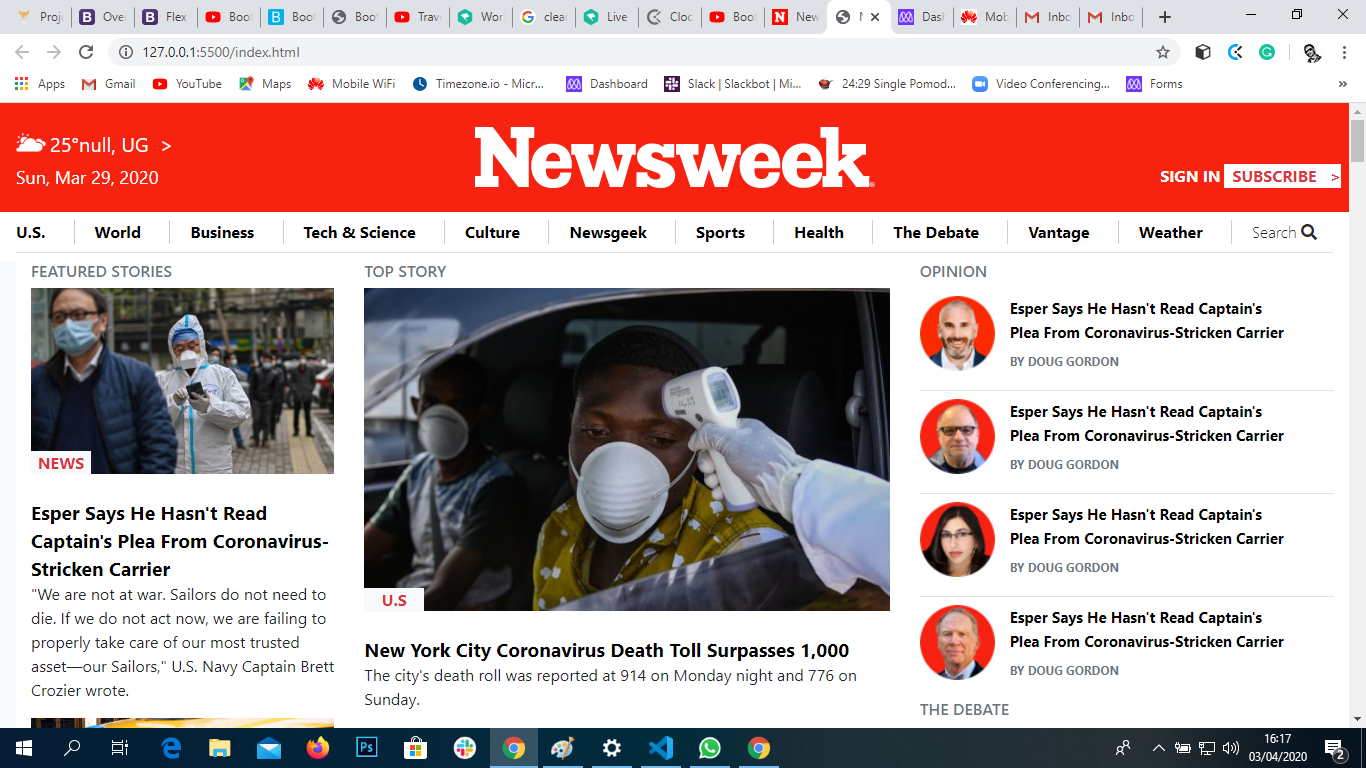 Proje
Over
Flex
Boot
Boot
Boot
Trave
Wor
clear
Live
Cloc
Boot
New
N
Dash
Mob
Inbo
Inbo
127.0.0.1:5500/index.html
Apps Gmail YouTube Maps Mobile WiFi Timezone.io - Micr... Dashboard Slack | Slackbot | Mi... 24:29 Single Pomod... Video Conferencing... Forms »
25°null, UG >
Sun, Mar 29, 2020
Newsweek
SIGN IN SUBSCRIBE >
U.S. World Business Tech & Science Culture Newsgeek Sports Health The Debate Vantage Weather Search
FEATURED STORIES
NEWS
Esper Says He Hasn't Read
Captain's Plea From Coronavirus-
Stricken Carrier
"We are not at war. Sailors do not need to
die. If we do not act now, we are failing to
properly take care of our most trusted
asset—our Sailors," U.S. Navy Captain Brett
Crozier wrote.
TOP STORY
U.S
New York City Coronavirus Death Toll Surpasses 1,000
The city's death roll was reported at 914 on Monday night and 776 on
Sunday.
OPINION
Esper Says He Hasn't Read Captain's
Plea From Coronavirus-Stricken Carrier
BY DOUG GORDON
Esper Says He Hasn't Read Captain's
Plea From Coronavirus-Stricken Carrier
BY DOUG GORDON
Esper Says He Hasn't Read Captain's
Plea From Coronavirus-Stricken Carrier
BY DOUG GORDON
Esper Says He Hasn't Read Captain's
Plea From Coronavirus-Stricken Carrier
BY DOUG GORDON
THE DEBATE
16:17
03/04/2020
2